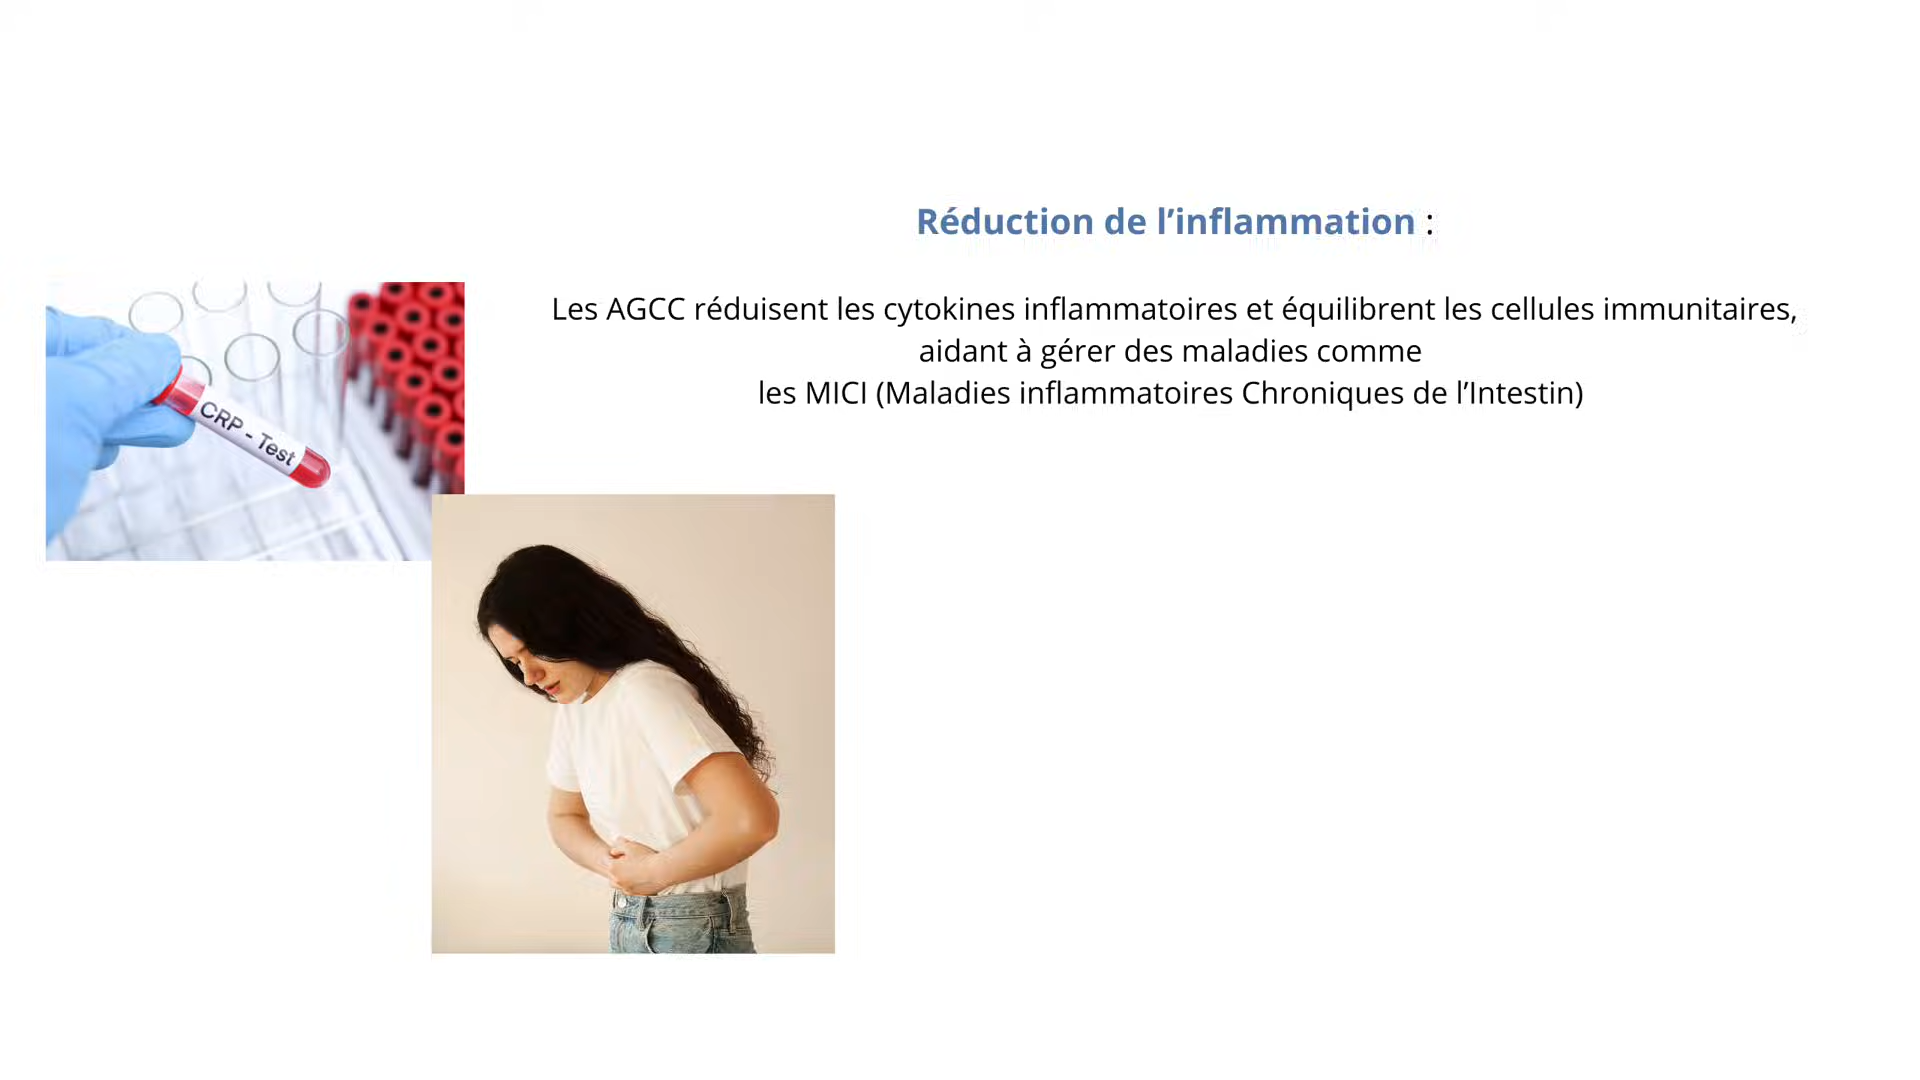 Réduction de l’inflammation :
Les AGCC réduisent les cytokines inflammatoires et équilibrent les cellules immunitaires,
aidant à gérer des maladies comme
les MICI (Maladies inflammatoires Chroniques de l’Intestin)
CRP - Test